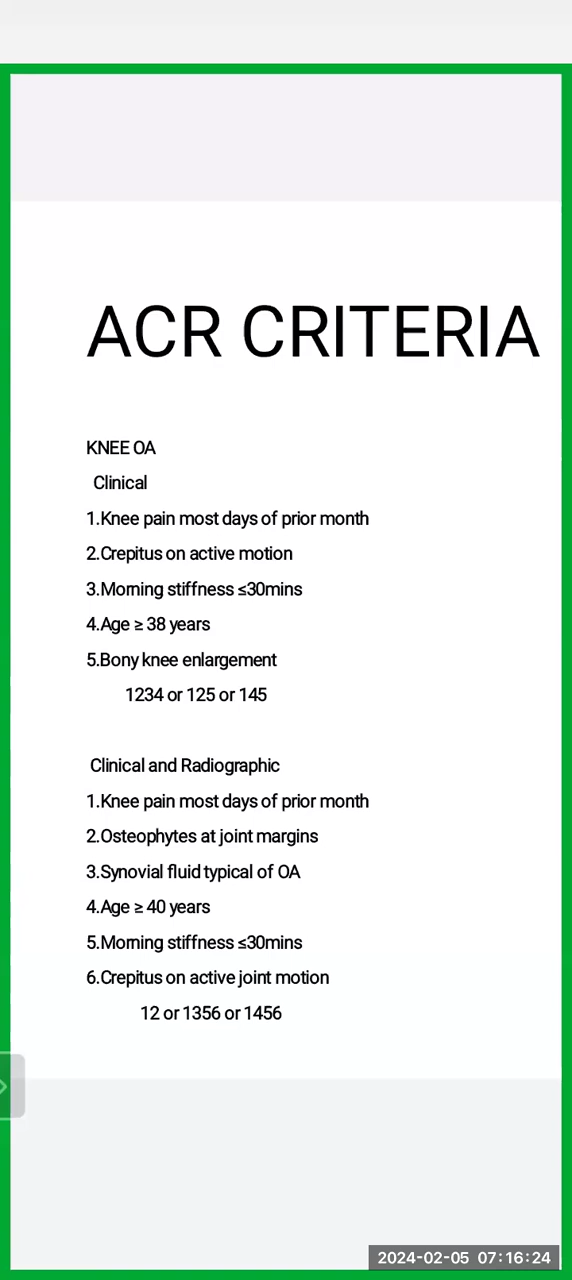 ACR CRITERIA
KNEE OA
Clinical
1.Knee pain most days of prior month
2.Crepitus on active motion
3.Morning stiffness ≤30mins
4.Age ≥ 38 years
5.Bony knee enlargement
1234 or 125 or 145
Clinical and Radiographic
1.Knee pain most days of prior month
2.Osteophytes at joint margins
3.Synovial fluid typical of OA
4.Age ≥ 40 years
5.Morning stiffness ≤30mins
6.Crepitus on active joint motion
12 or 1356 or 1456
2024-02-05 07:16:24